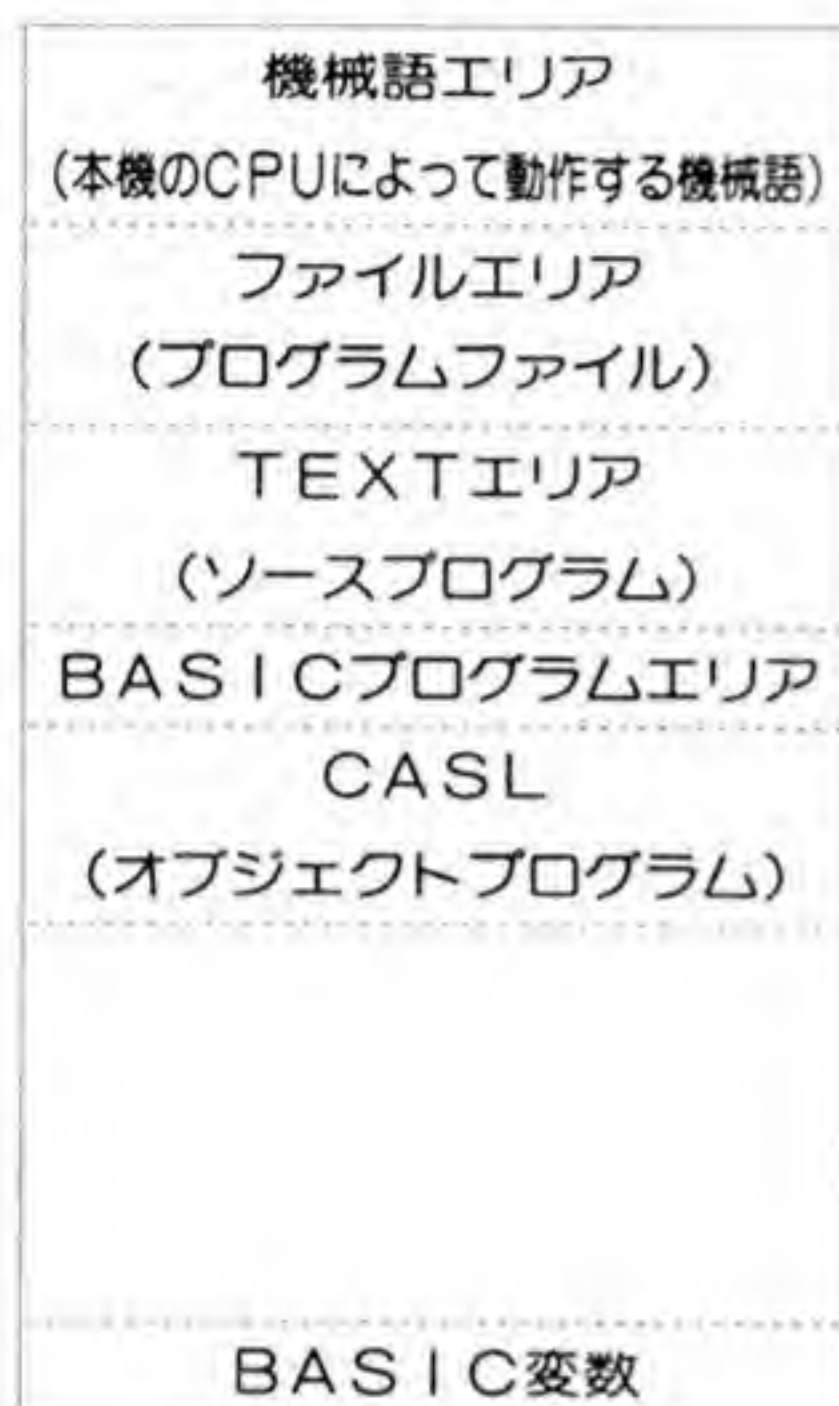 機械語エリア
(本機のCPUによって動作する機械語)
ファイルエリア
(プログラムファイル)
TEXTエリア
(ソースプログラム)
BASICプログラムエリア
CASL
(オブジェクトプログラム)
BASIC変数